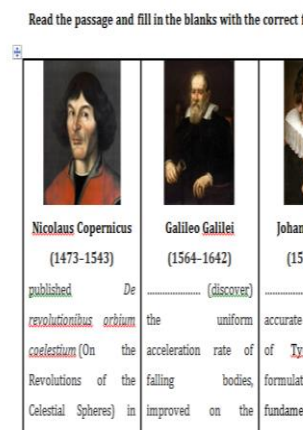 Read the passage and fill in the blanks with the correct
Nicolaus Copernicus
(1473–1543)
published De
revolutionibus orbium
coelestium (On the
Revolutions of the
Celestial Spheres) in
Galileo Galilei
(1564–1642)
.................... (discover)
the uniform
acceleration rate of
falling bodies,
improved on the
Johan
(15
accurate
of Ty
formulat
fundame